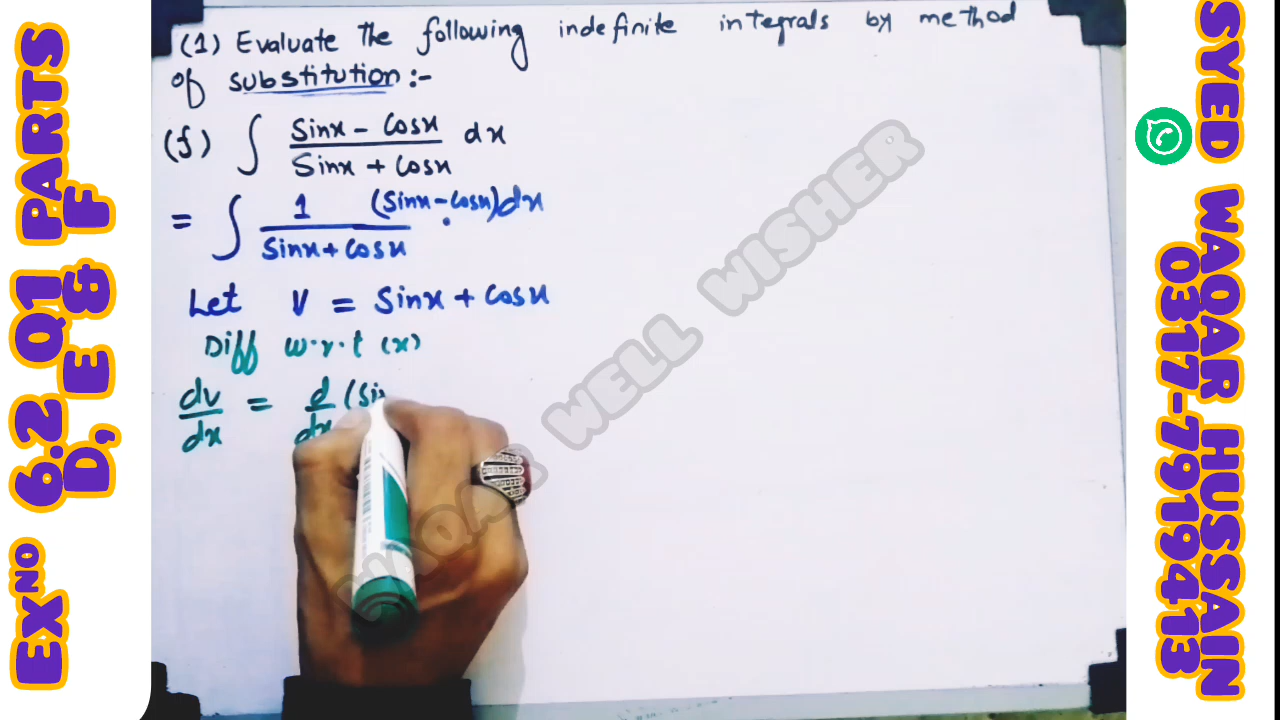 EXNO 6.2 Q1 PARTS
D, E & F
(1) Evaluate the following indefinite integrals by method
of substitution :-
(f) ∫ Sinx - Cosx / Sinx + Cosx dx
= ∫ 1 / Sinx + Cosx (Sinx - Cosx) dx
Let V = Sinx + Cosx
Diff w.r.t (x)
dv/dx = d/dx (Si
WAQAR WELL WISHER
SYED WAQAR HUSSAIN
0317-7919413